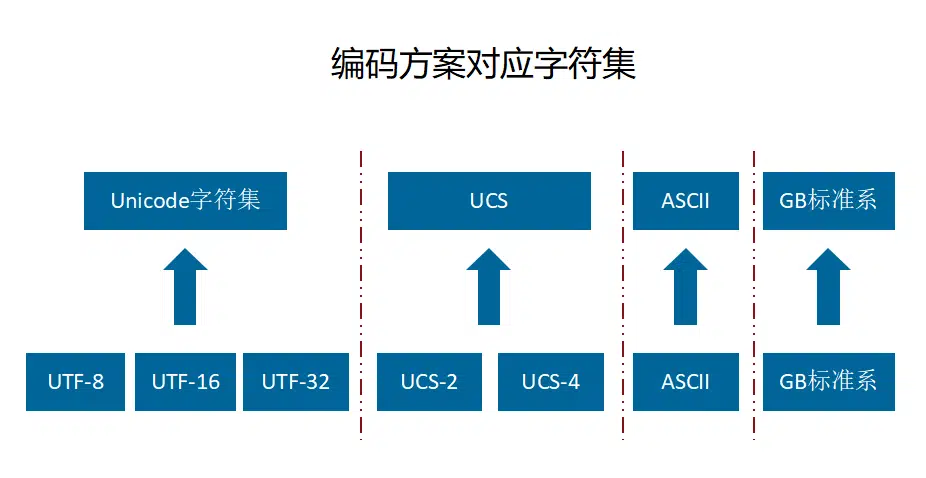 编码方案对应字符集
Unicode字符集
UCS
ASCII
GB标准系
UTF-8
UTF-16
UTF-32
UCS-2
UCS-4
ASCII
GB标准系